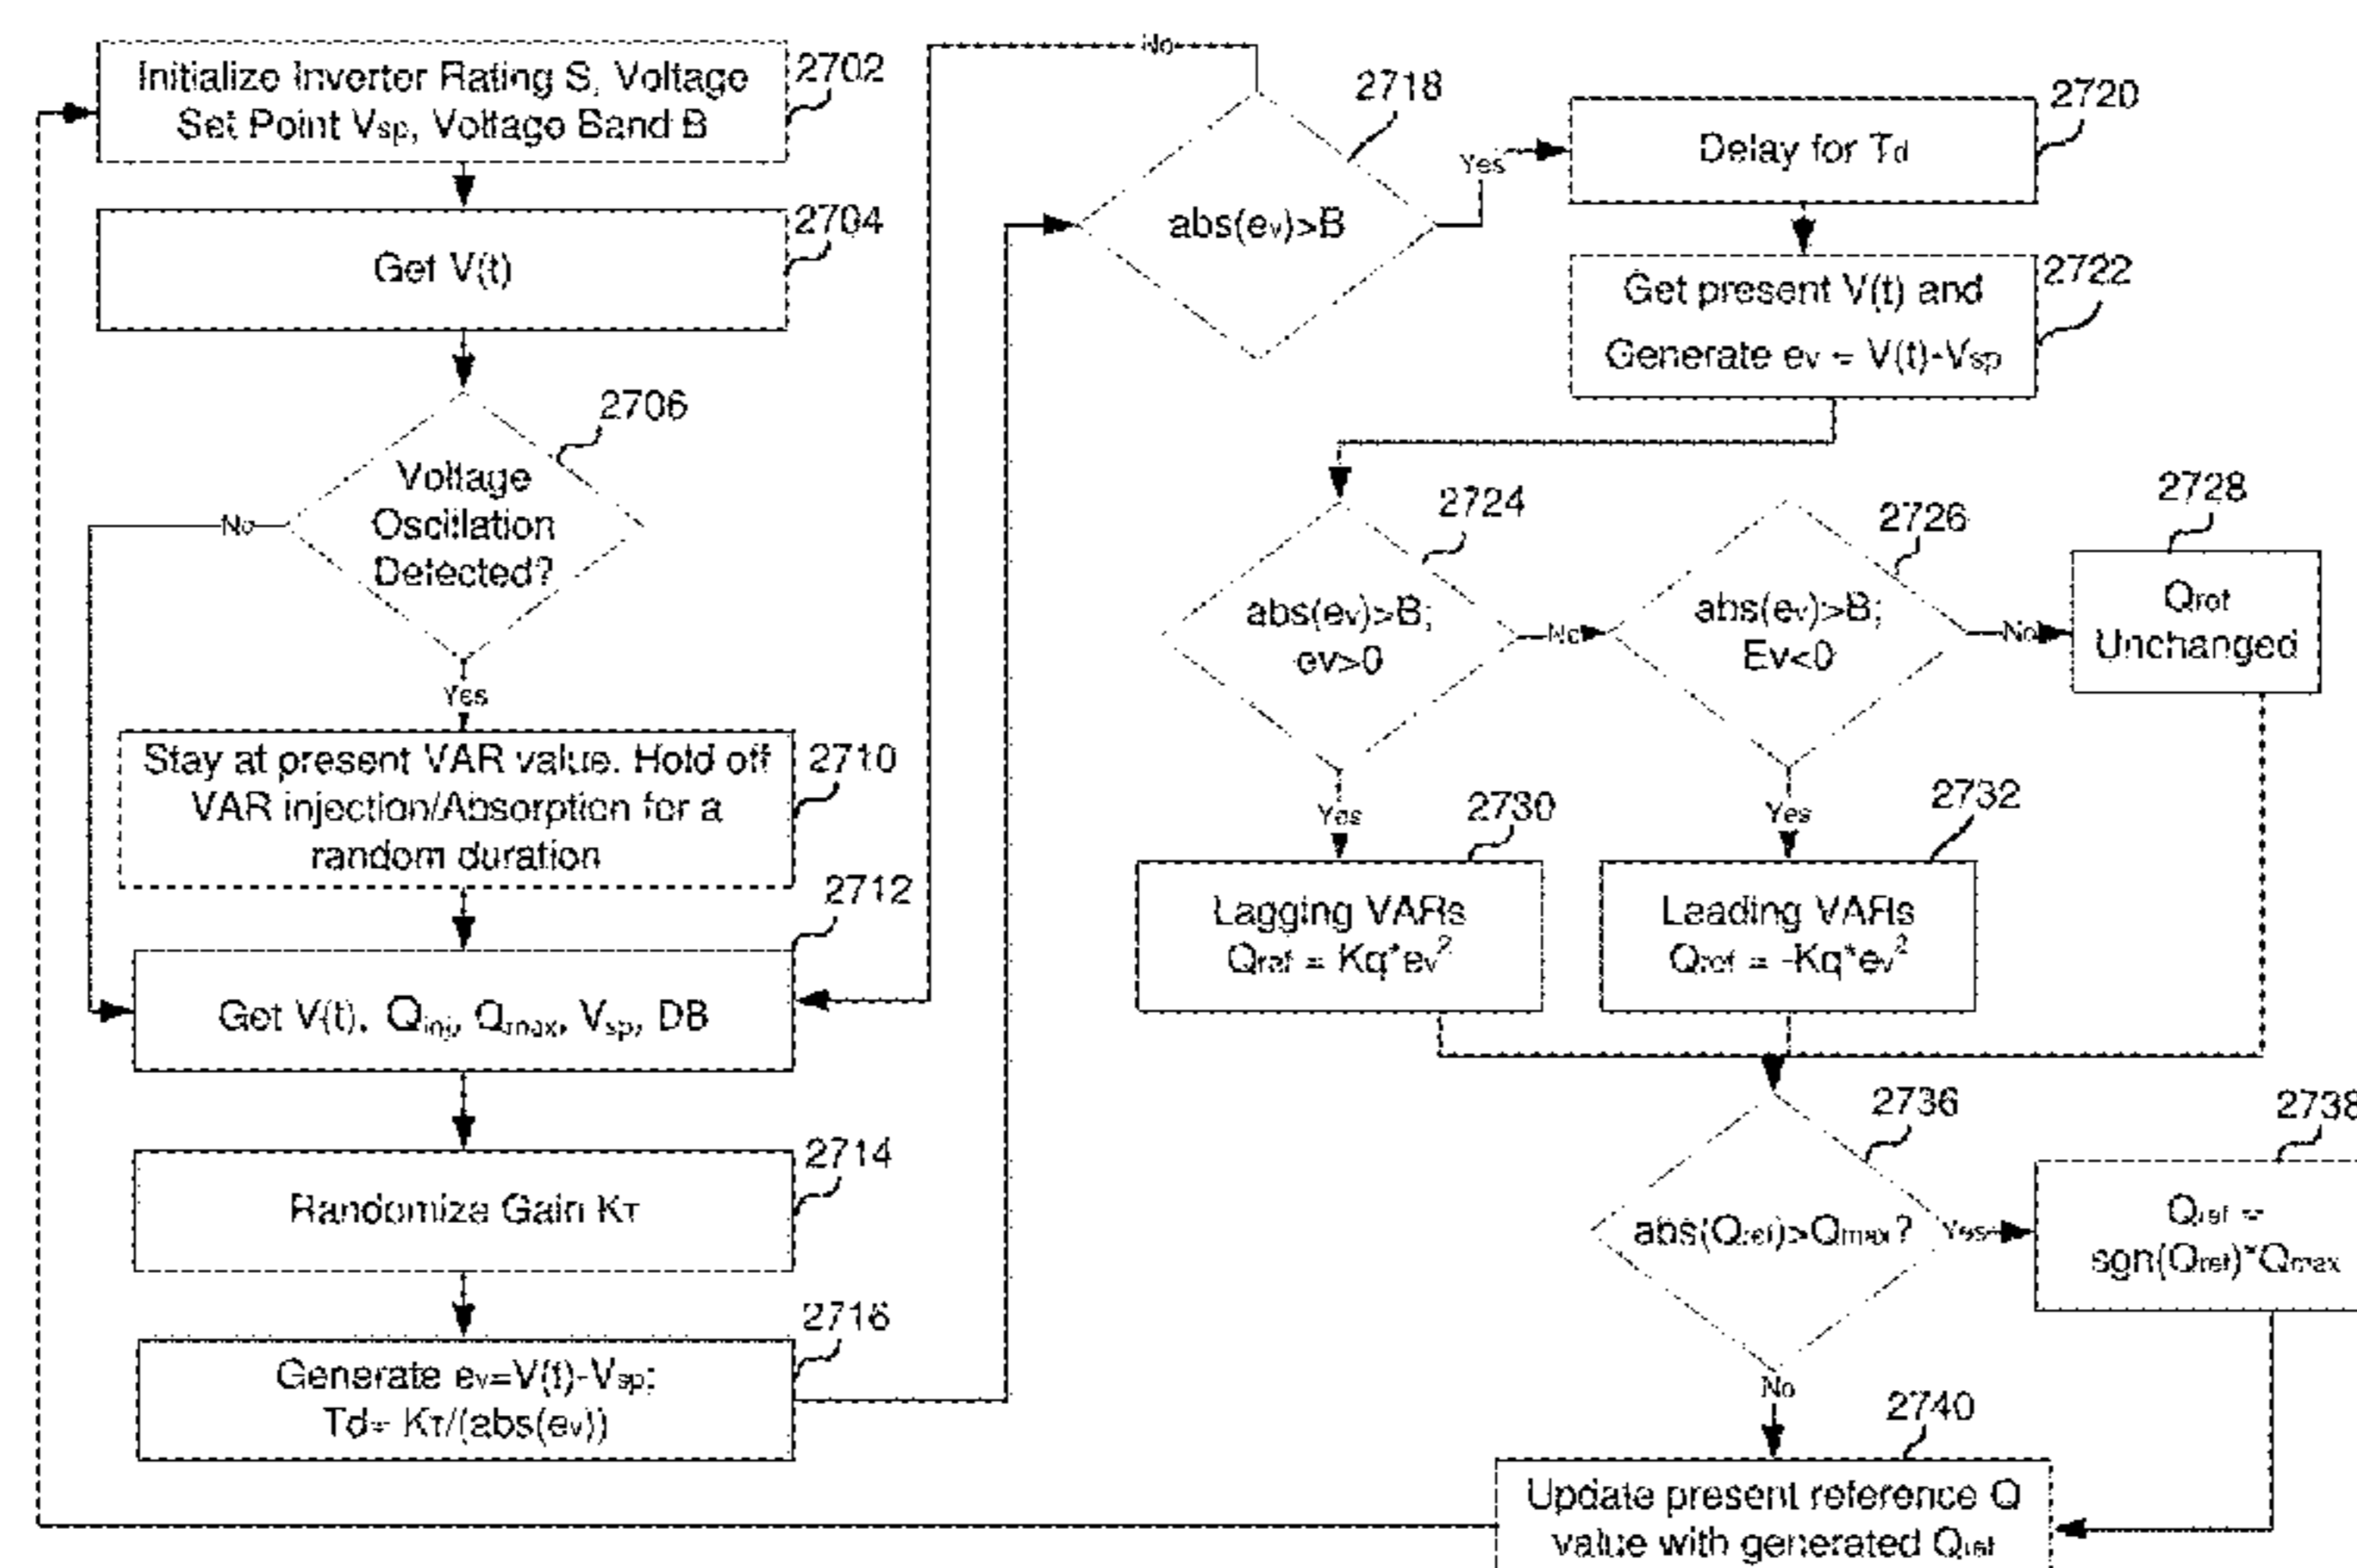 Initialize Inverter Rating S, Voltage
Set Point Vsp, Voltage Band B
2702
Get V(t)
2704
Voltage
Oscillation
Detected?
2706
No
Yes
Stay at present VAR value. Hold off
VAR injection/Absorption for a
random duration
2710
Get V(t), Qinj, Qmax, Vsp, DB
2712
Randomize Gain KT
2714
Generate ev=V(t)-Vsp;
Td= KT/(abs(ev))
2716
No
abs(ev)>B
2718
Yes
Delay for Td
2720
Get present V(t) and
Generate ev = V(t)-Vsp
2722
abs(ev)>B;
ev>0
2724
No
abs(ev)>B;
Ev<0
2726
No
Qref
Unchanged
2728
Yes
Yes
Lagging VARs
Qref = Kq*ev²
2730
Leading VARs
Qref = -Kq*ev²
2732
abs(Qref)>Qmax?
2736
Yes
Qref =
sgn(Qref)*Qmax
2738
No
Update present reference Q
value with generated Qref
2740